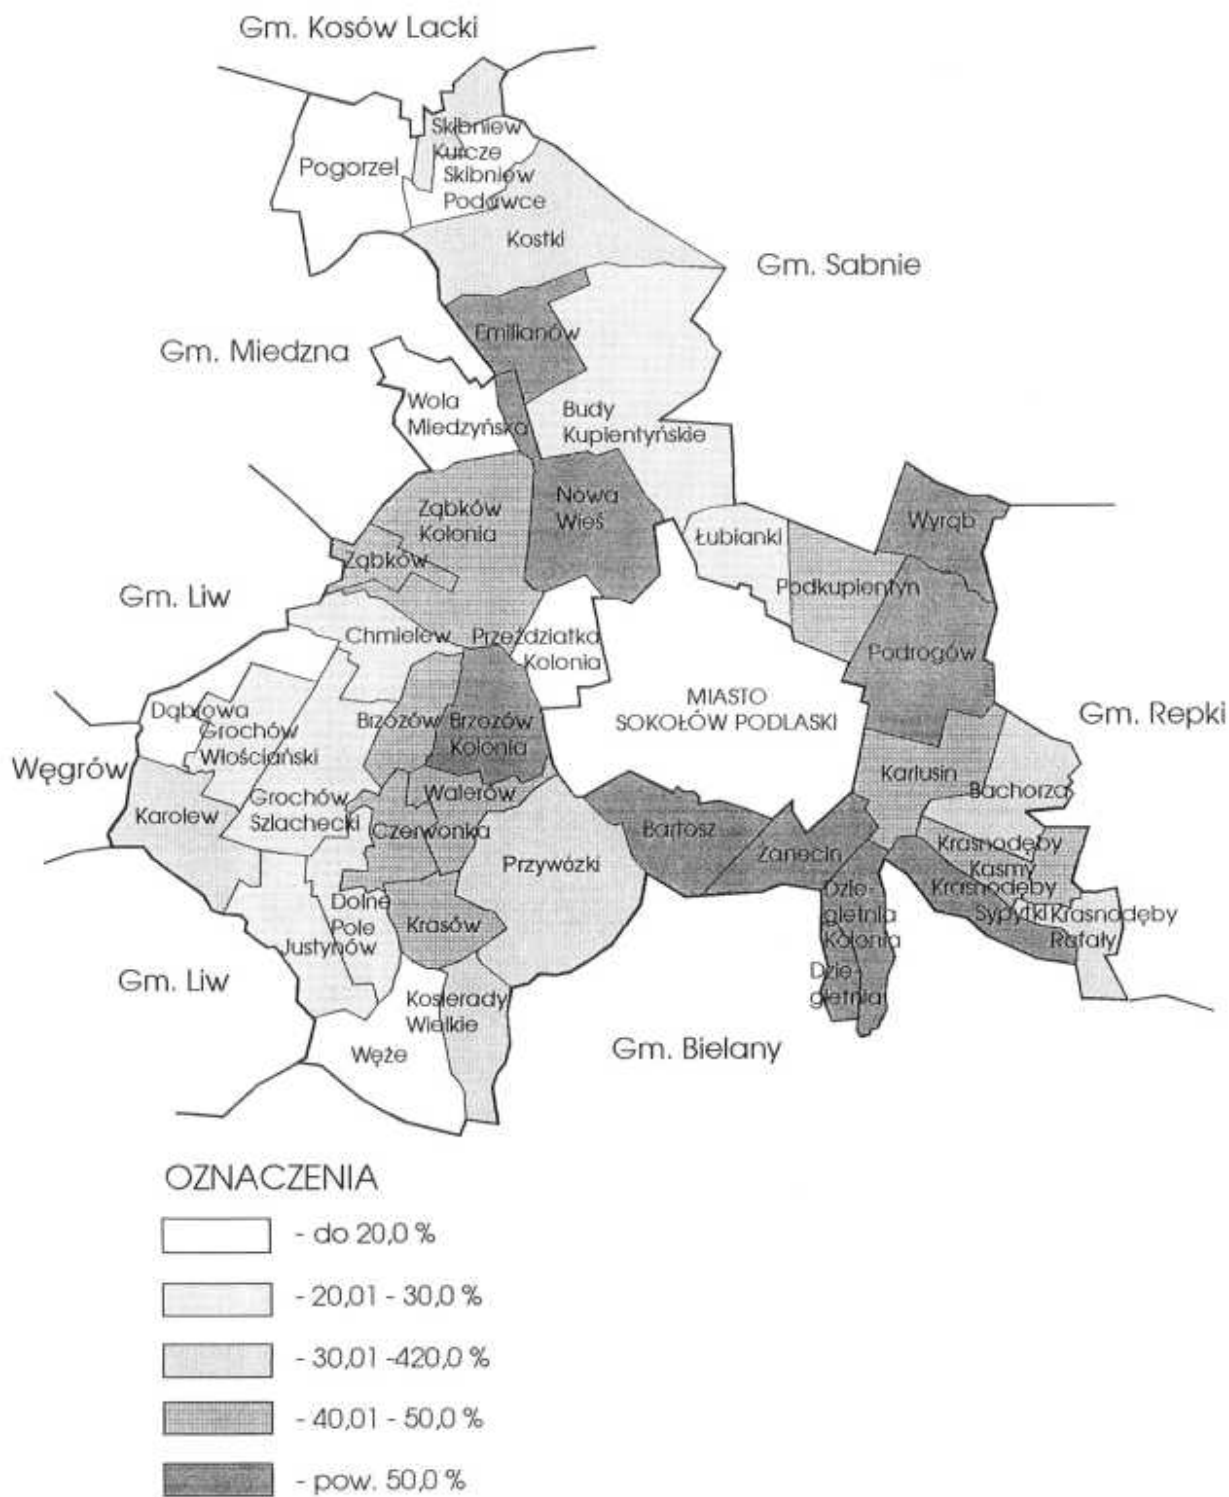 Gm. Kosów Lacki
Skibniew
Kurcze
Pogorzel
Skibniew
Podawce
Kostki
Gm. Sabnie
Emilianów
Gm. Miedzna
Wola
Miedzyńska
Budy
Kupientyńskie
Nowa
Wieś
Ząbków
Kolonia
Wyrąb
Łubianki
Ząbków
Podkupientyn
Gm. Liw
Chmielew
Przeździatka
Kolonia
Podrogów
MIASTO
SOKOŁÓW PODLASKI
Dąbrowa
Grochów
Włościański
Brzozów
Brzozów
Kolonia
Gm. Repki
Węgrów
Karlusin
Bachorza
Grochów
Szlachecki
Walerów
Karolew
Czerwonka
Bartosz
Żanecin
Przywózki
Krasnodęby
Kasmy
Krasnodęby
Sypytki
Krasnodęby
Rafały
Dzie-
gietnia
Kolonia
Dolne
Pole
Krasów
Justynów
Dzie-
gietnia
Gm. Liw
Kosierady
Wielkie
Węże
Gm. Bielany
OZNACZENIA
- do 20,0 %
- 20,01 - 30,0 %
- 30,01 -420,0 %
- 40,01 - 50,0 %
- pow. 50,0 %